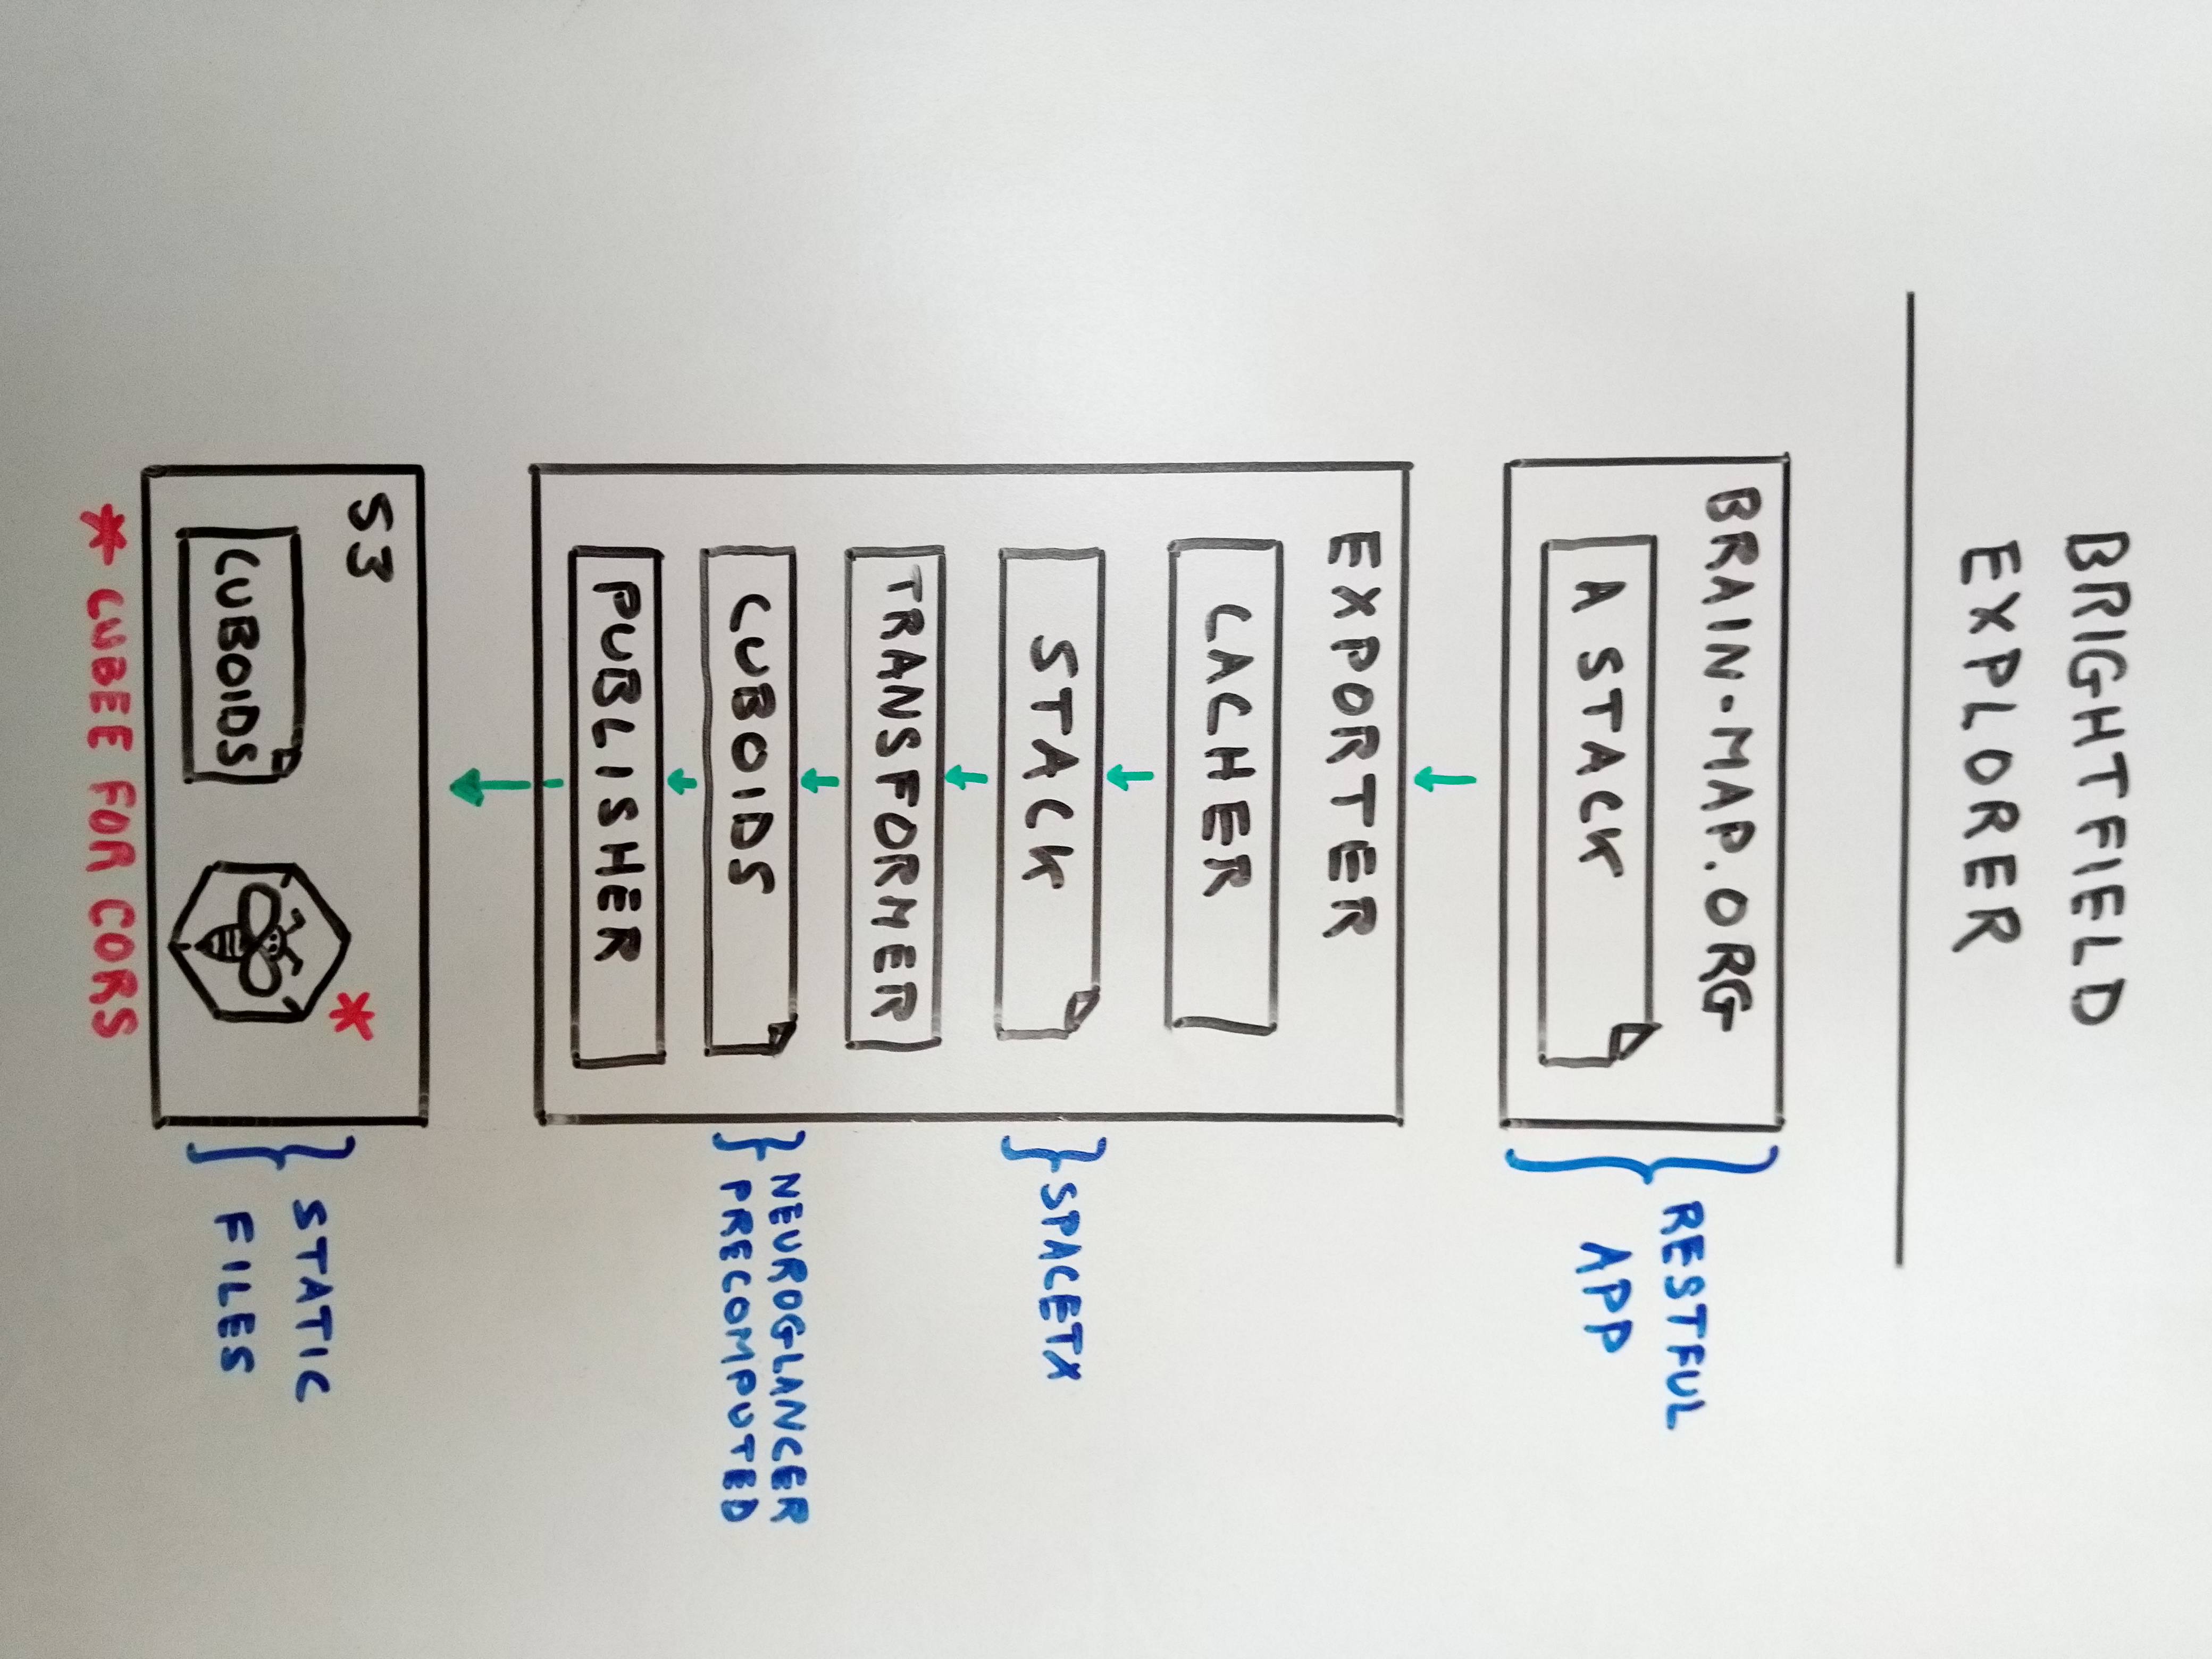 BRIGHTFIELD
EXPLORER
BRAIN-MAP.ORG
A STACK
RESTFUL
APP
EXPORTER
CACHER
STACK
SPACETX
TRANSFORMER
CUBOIDS
NEUROGLANCER
PRECOMPUTED
PUBLISHER
S3
*
CUBOIDS
STATIC
FILES
* CUBEE FOR CORS